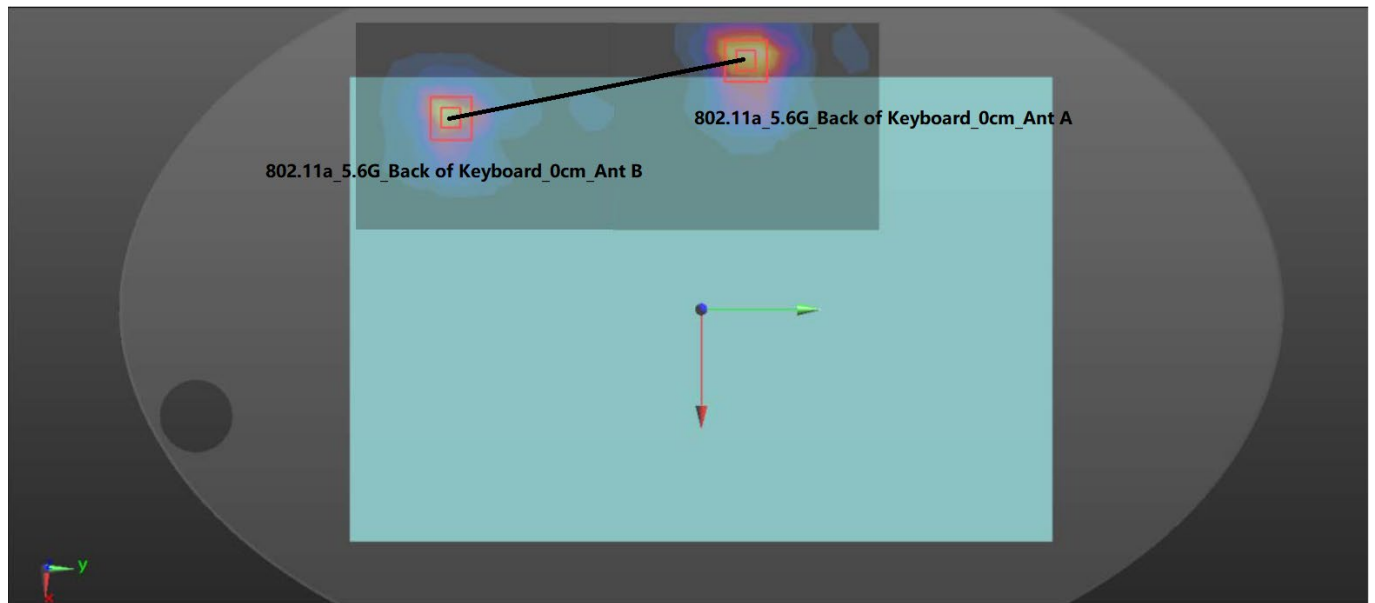 802.11a_5.6G_Back of Keyboard_0cm_Ant A
802.11a_5.6G_Back of Keyboard_0cm_Ant B
y
x